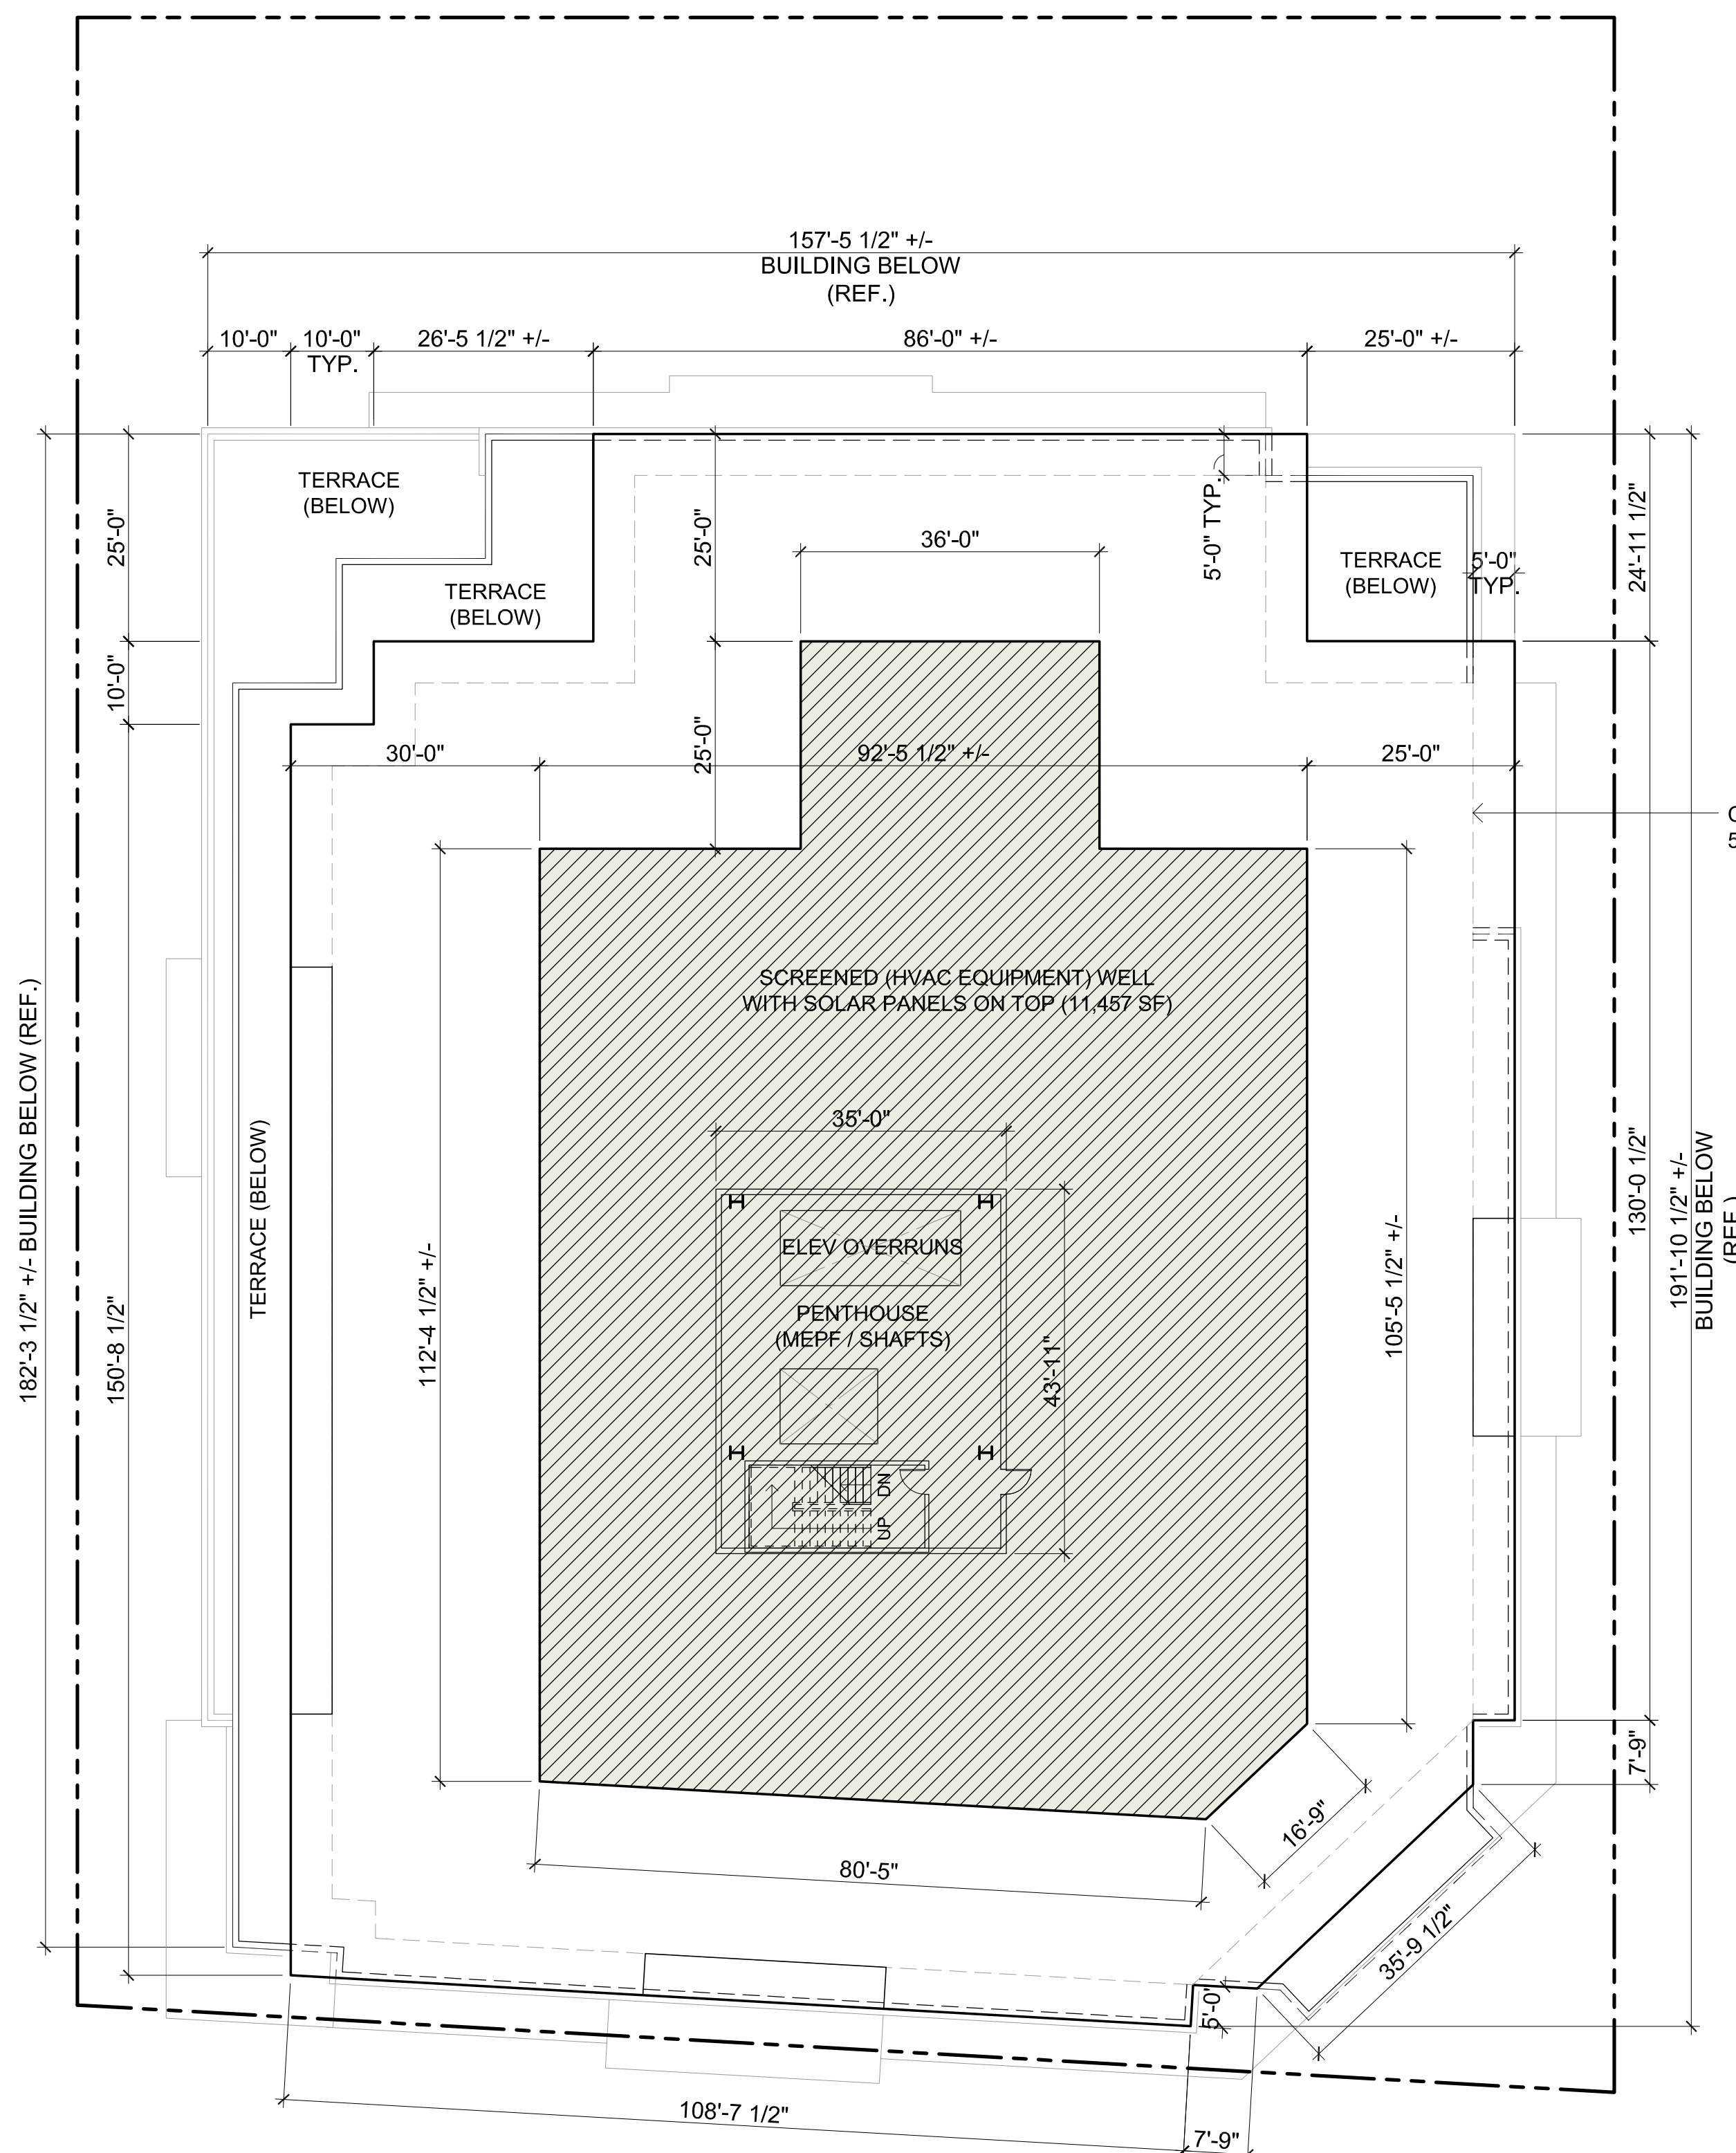 157'-5 1/2" +/-
BUILDING BELOW
(REF.)
10'-0"
10'-0"
TYP.
26'-5 1/2" +/-
86'-0" +/-
25'-0" +/-
TERRACE
(BELOW)
TERRACE
(BELOW)
TERRACE
(BELOW)
5'-0"
TYP.
5'-0" TYP.
25'-0"
10'-0"
25'-0"
25'-0"
36'-0"
24'-11 1/2"
30'-0"
92'-5 1/2" +/-
25'-0"
SCREENED (HVAC EQUIPMENT) WELL
WITH SOLAR PANELS ON TOP (11,457 SF)
35'-0"
ELEV OVERRUNS
PENTHOUSE
(MEPF / SHAFTS)
43'-11"
DN
UP
182'-3 1/2" +/- BUILDING BELOW (REF.)
150'-8 1/2"
TERRACE (BELOW)
112'-4 1/2" +/-
105'-5 1/2" +/-
130'-0 1/2"
191'-10 1/2" +/-
BUILDING BELOW
(REF.)
7'-9"
16'-9"
80'-5"
35'-9 1/2"
5'-0"
108'-7 1/2"
7'-9"